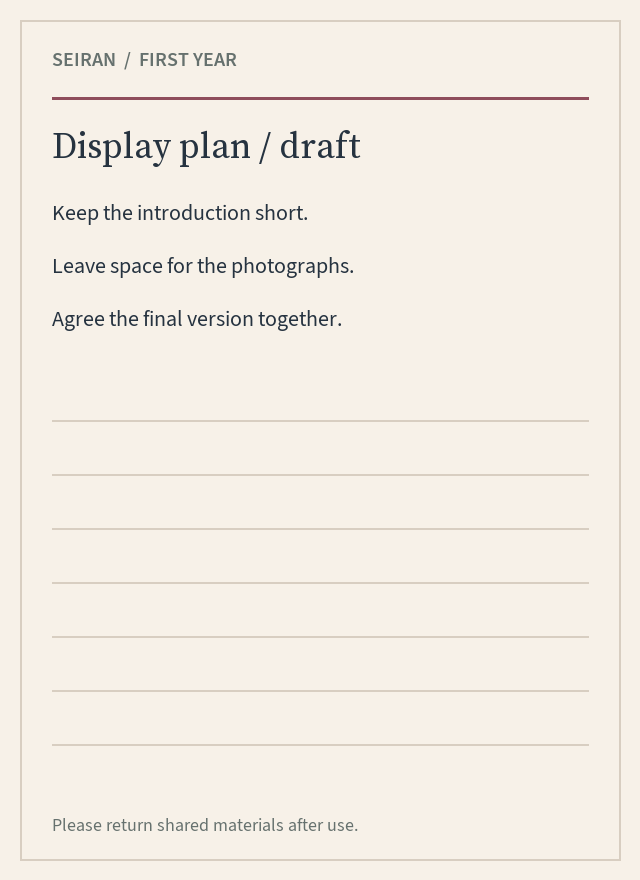 SEIRAN / FIRST YEAR
Display plan / draft
Keep the introduction short.
Leave space for the photographs.
Agree the final version together.
Please return shared materials after use.